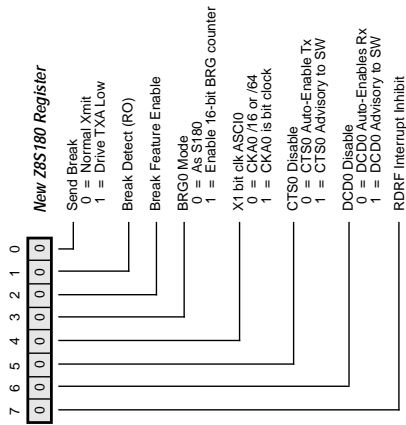 New Z8S180 Register
7 6 5 4 3 2 1 0
0 0 0 0 0 0 0 0
Send Break
0 = Normal Xmit
1 = Drive TXA Low
Break Detect (RO)
Break Feature Enable
BRG0 Mode
0 = As S180
1 = Enable 16-bit BRG counter
X1 bit clk ASCI0
0 = CKA0 /16 or /64
1 = CKA0 is bit clock
CTS0 Disable
0 = CTS0 Auto-Enable Tx
1 = CTS0 Advisory to SW
DCD0 Disable
0 = DCD0 Auto-Enables Rx
1 = DCD0 Advisory to SW
RDRF Interrupt Inhibit